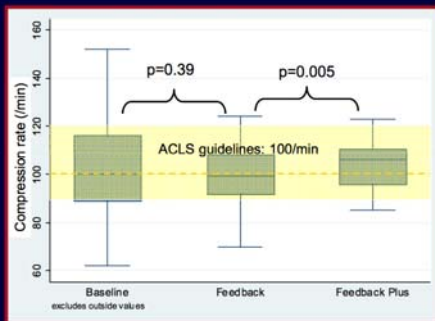 160
140
120
100
80
60
Compression rate (/min)
p=0.39
p=0.005
ACLS guidelines: 100/min
Baseline
Feedback
Feedback Plus
excludes outside values